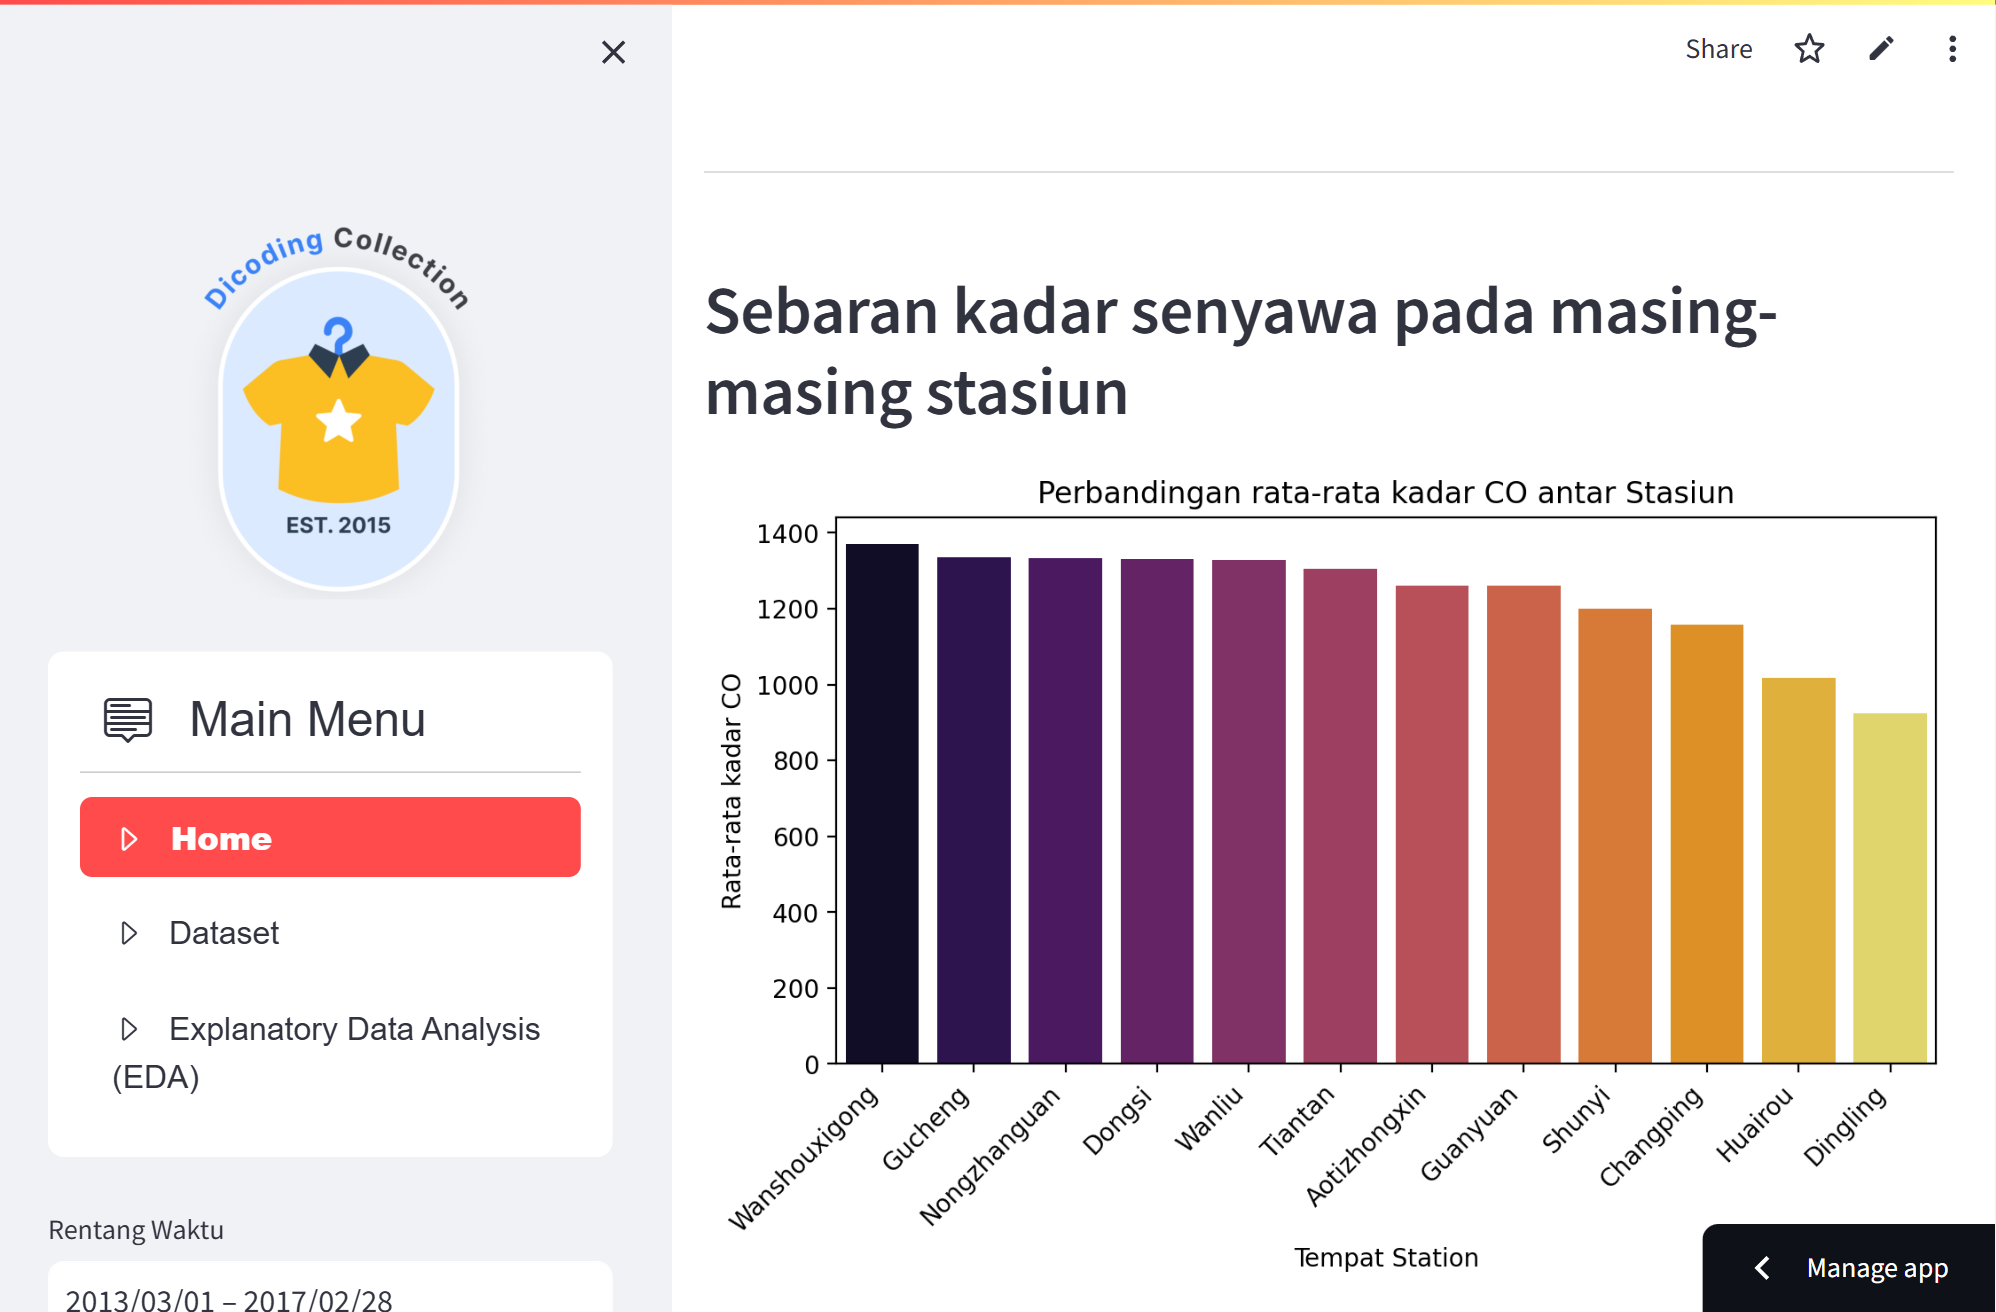 Share
Dicoding Collection
EST. 2015
Main Menu
Home
Dataset
Explanatory Data Analysis
(EDA)
Rentang Waktu
2013/03/01 – 2017/02/28
Sebaran kadar senyawa pada masing-
masing stasiun
Perbandingan rata-rata kadar CO antar Stasiun
Rata-rata kadar CO
1400
1200
1000
800
600
400
200
0
Wanshouxigong
Gucheng
Nongzhanguan
Dongsi
Wanliu
Tiantan
Aotizhongxin
Guanyuan
Shunyi
Changping
Huairou
Dingling
Tempat Station
Manage app